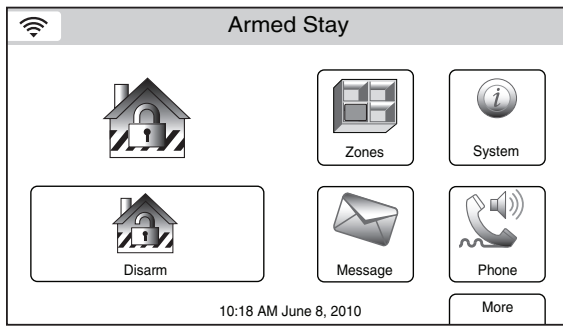 Armed Stay
Zones
System
Disarm
Message
Phone
10:18 AM June 8, 2010
More